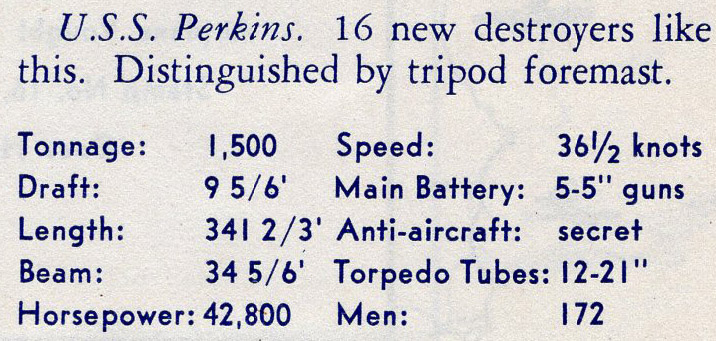 U.S.S. Perkins. 16 new destroyers like
this. Distinguished by tripod foremast.
Tonnage: 1,500 Speed: 36½ knots
Draft: 9 5/6' Main Battery: 5-5" guns
Length: 341 2/3' Anti-aircraft: secret
Beam: 34 5/6' Torpedo Tubes: 12-21"
Horsepower: 42,800 Men: 172